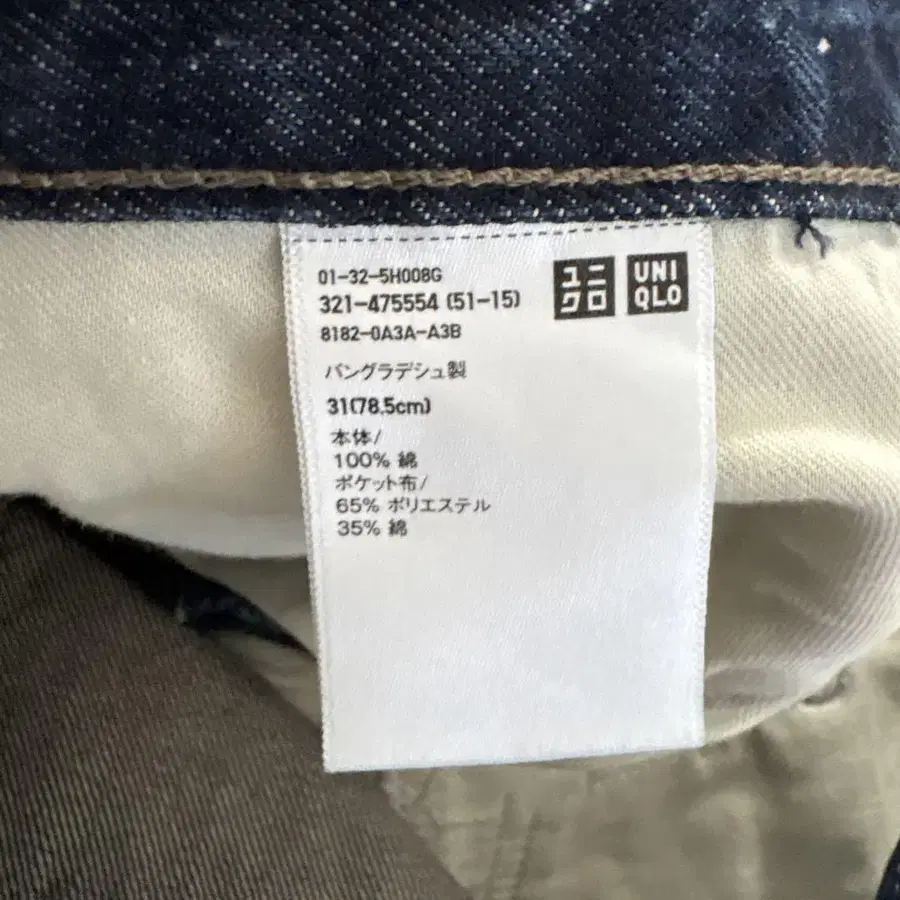 01-32-5H008G
321-475554 (51-15)
8182-0A3A-A3B
ユニクロ
UNIQLO
バングラデシュ製
31(78.5cm)
本体/
100% 綿
ポケット布/
65% ポリエステル
35% 綿